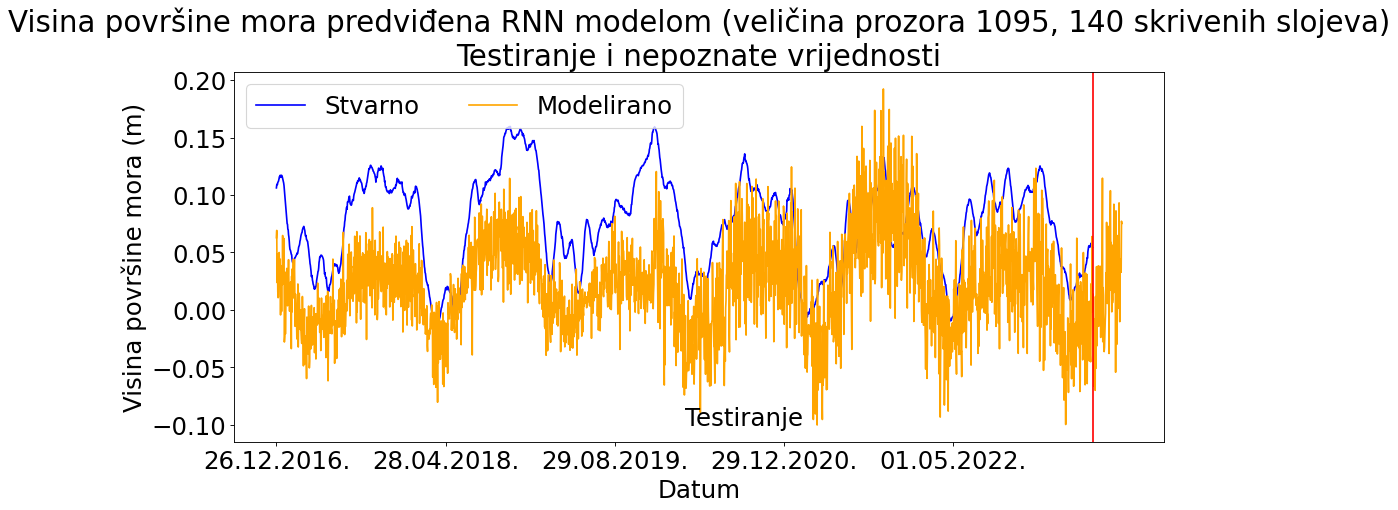 Visina površine mora predviđena RNN modelom (veličina prozora 1095, 140 skrivenih slojeva)
Testiranje i nepoznate vrijednosti
Stvarno
Modelirano
Visina površine mora (m)
0.20
0.15
0.10
0.05
0.00
−0.05
−0.10
Testiranje
26.12.2016.
28.04.2018.
29.08.2019.
29.12.2020.
01.05.2022.
Datum